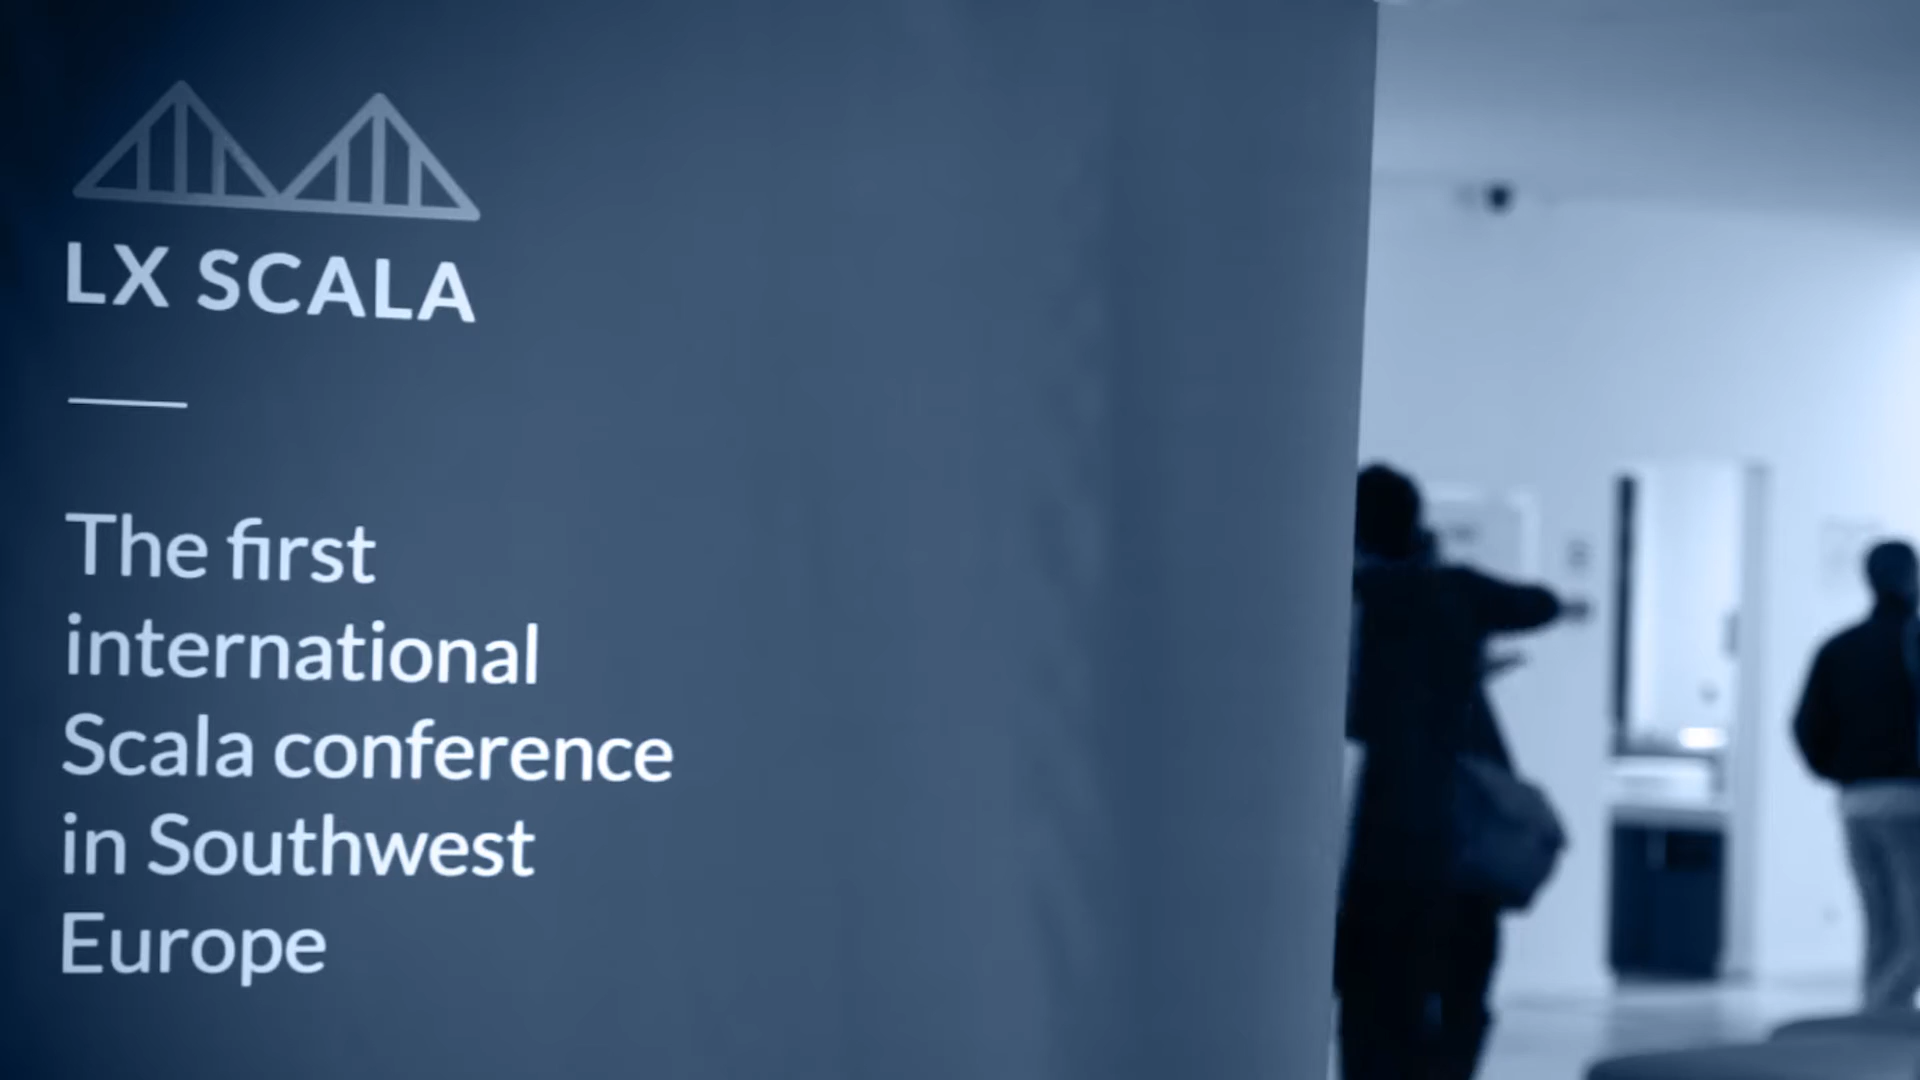 LX SCALA
The first
international
Scala conference
in Southwest
Europe